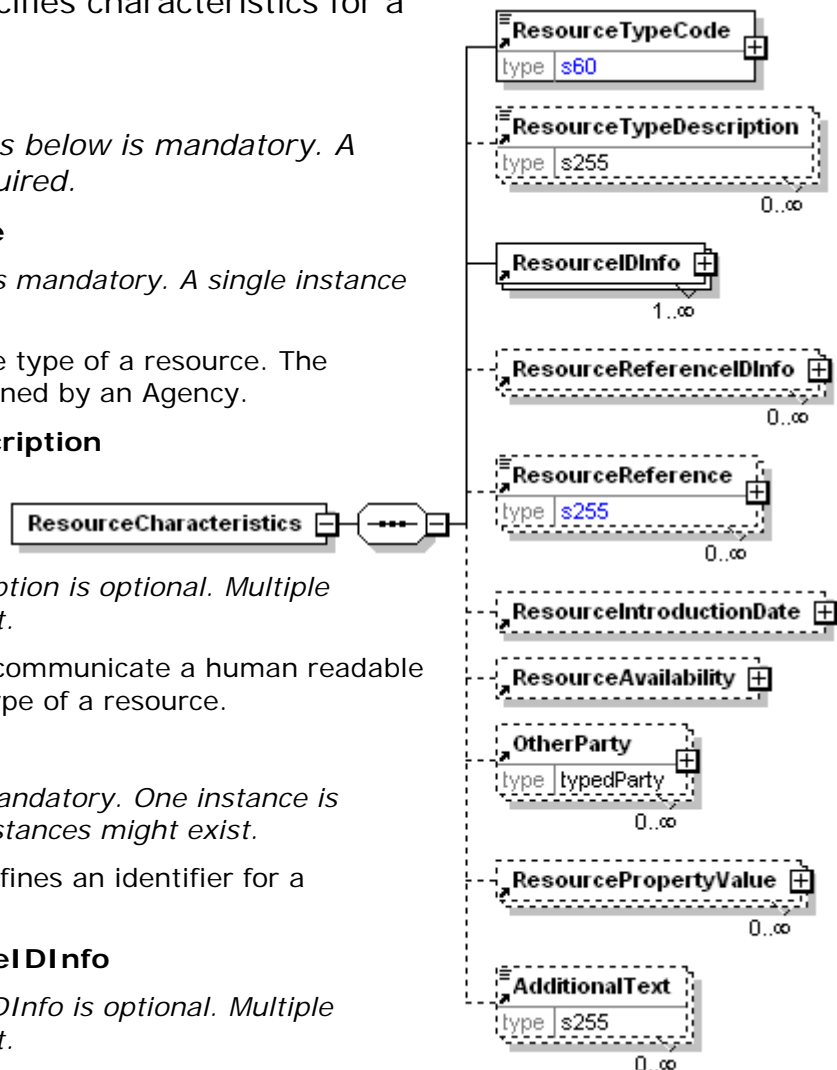 cifies characteristics for a
s below is mandatory. A
uired.
e
s mandatory. A single instance
e type of a resource. The
ned by an Agency.
cription
ption is optional. Multiple
t.
communicate a human readable
ype of a resource.
andatory. One instance is
stances might exist.
fines an identifier for a
eIDInfo
DInfo is optional. Multiple
t.
ResourceCharacteristics
ResourceTypeCode
type s60
ResourceTypeDescription
type s255
0..∞
ResourceIDInfo
1..∞
ResourceReferenceIDInfo
0..∞
ResourceReference
type s255
0..∞
ResourceIntroductionDate
ResourceAvailability
OtherParty
type typedParty
0..∞
ResourcePropertyValue
0..∞
AdditionalText
type s255
0..∞